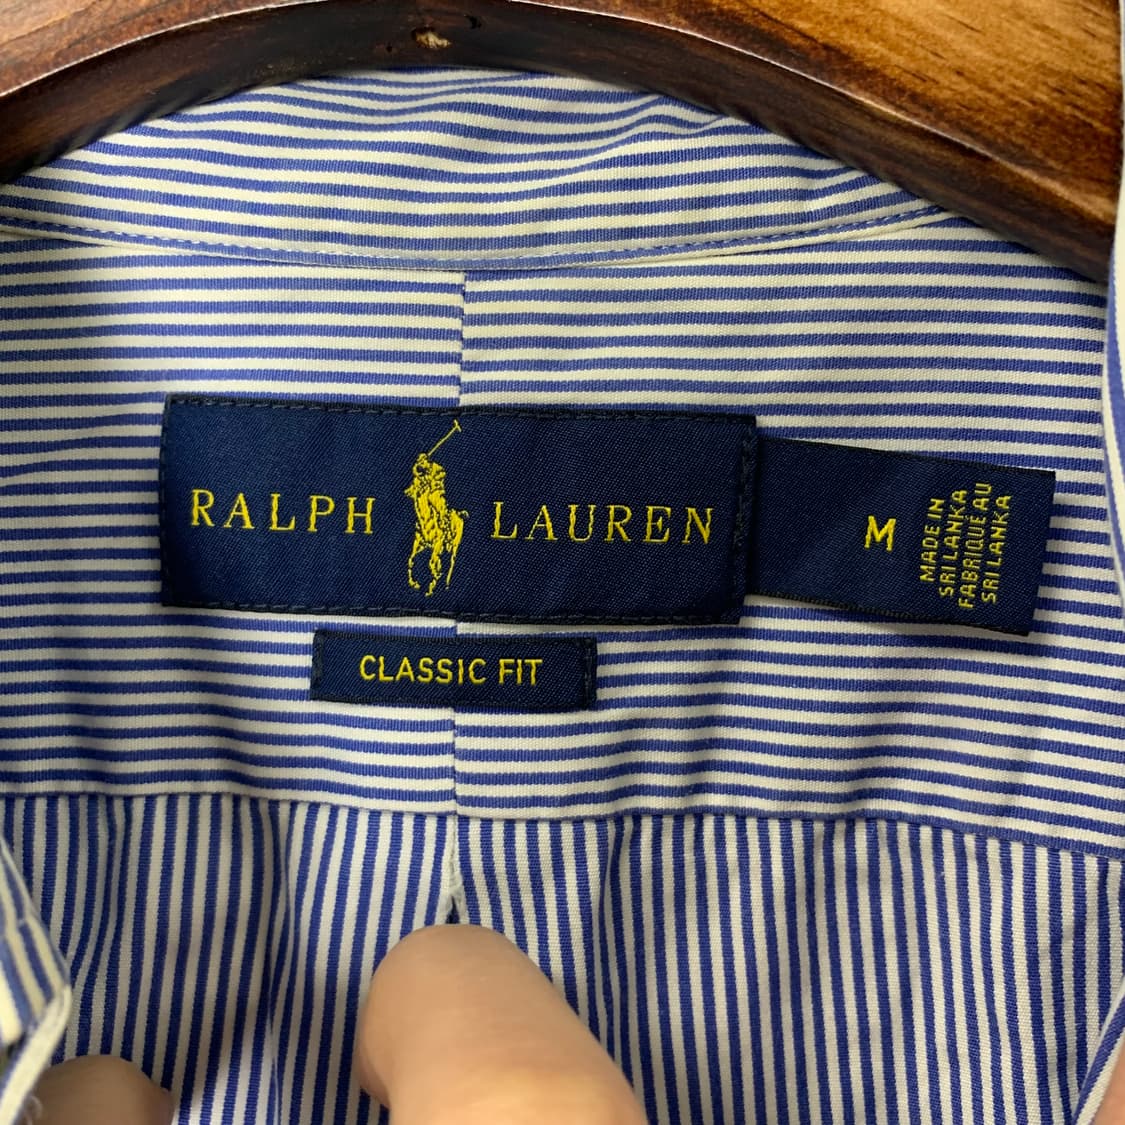 RALPH LAUREN
CLASSIC FIT
M
MADE IN
SRI LANKA
FABRIQUE AU
SRI LANKA